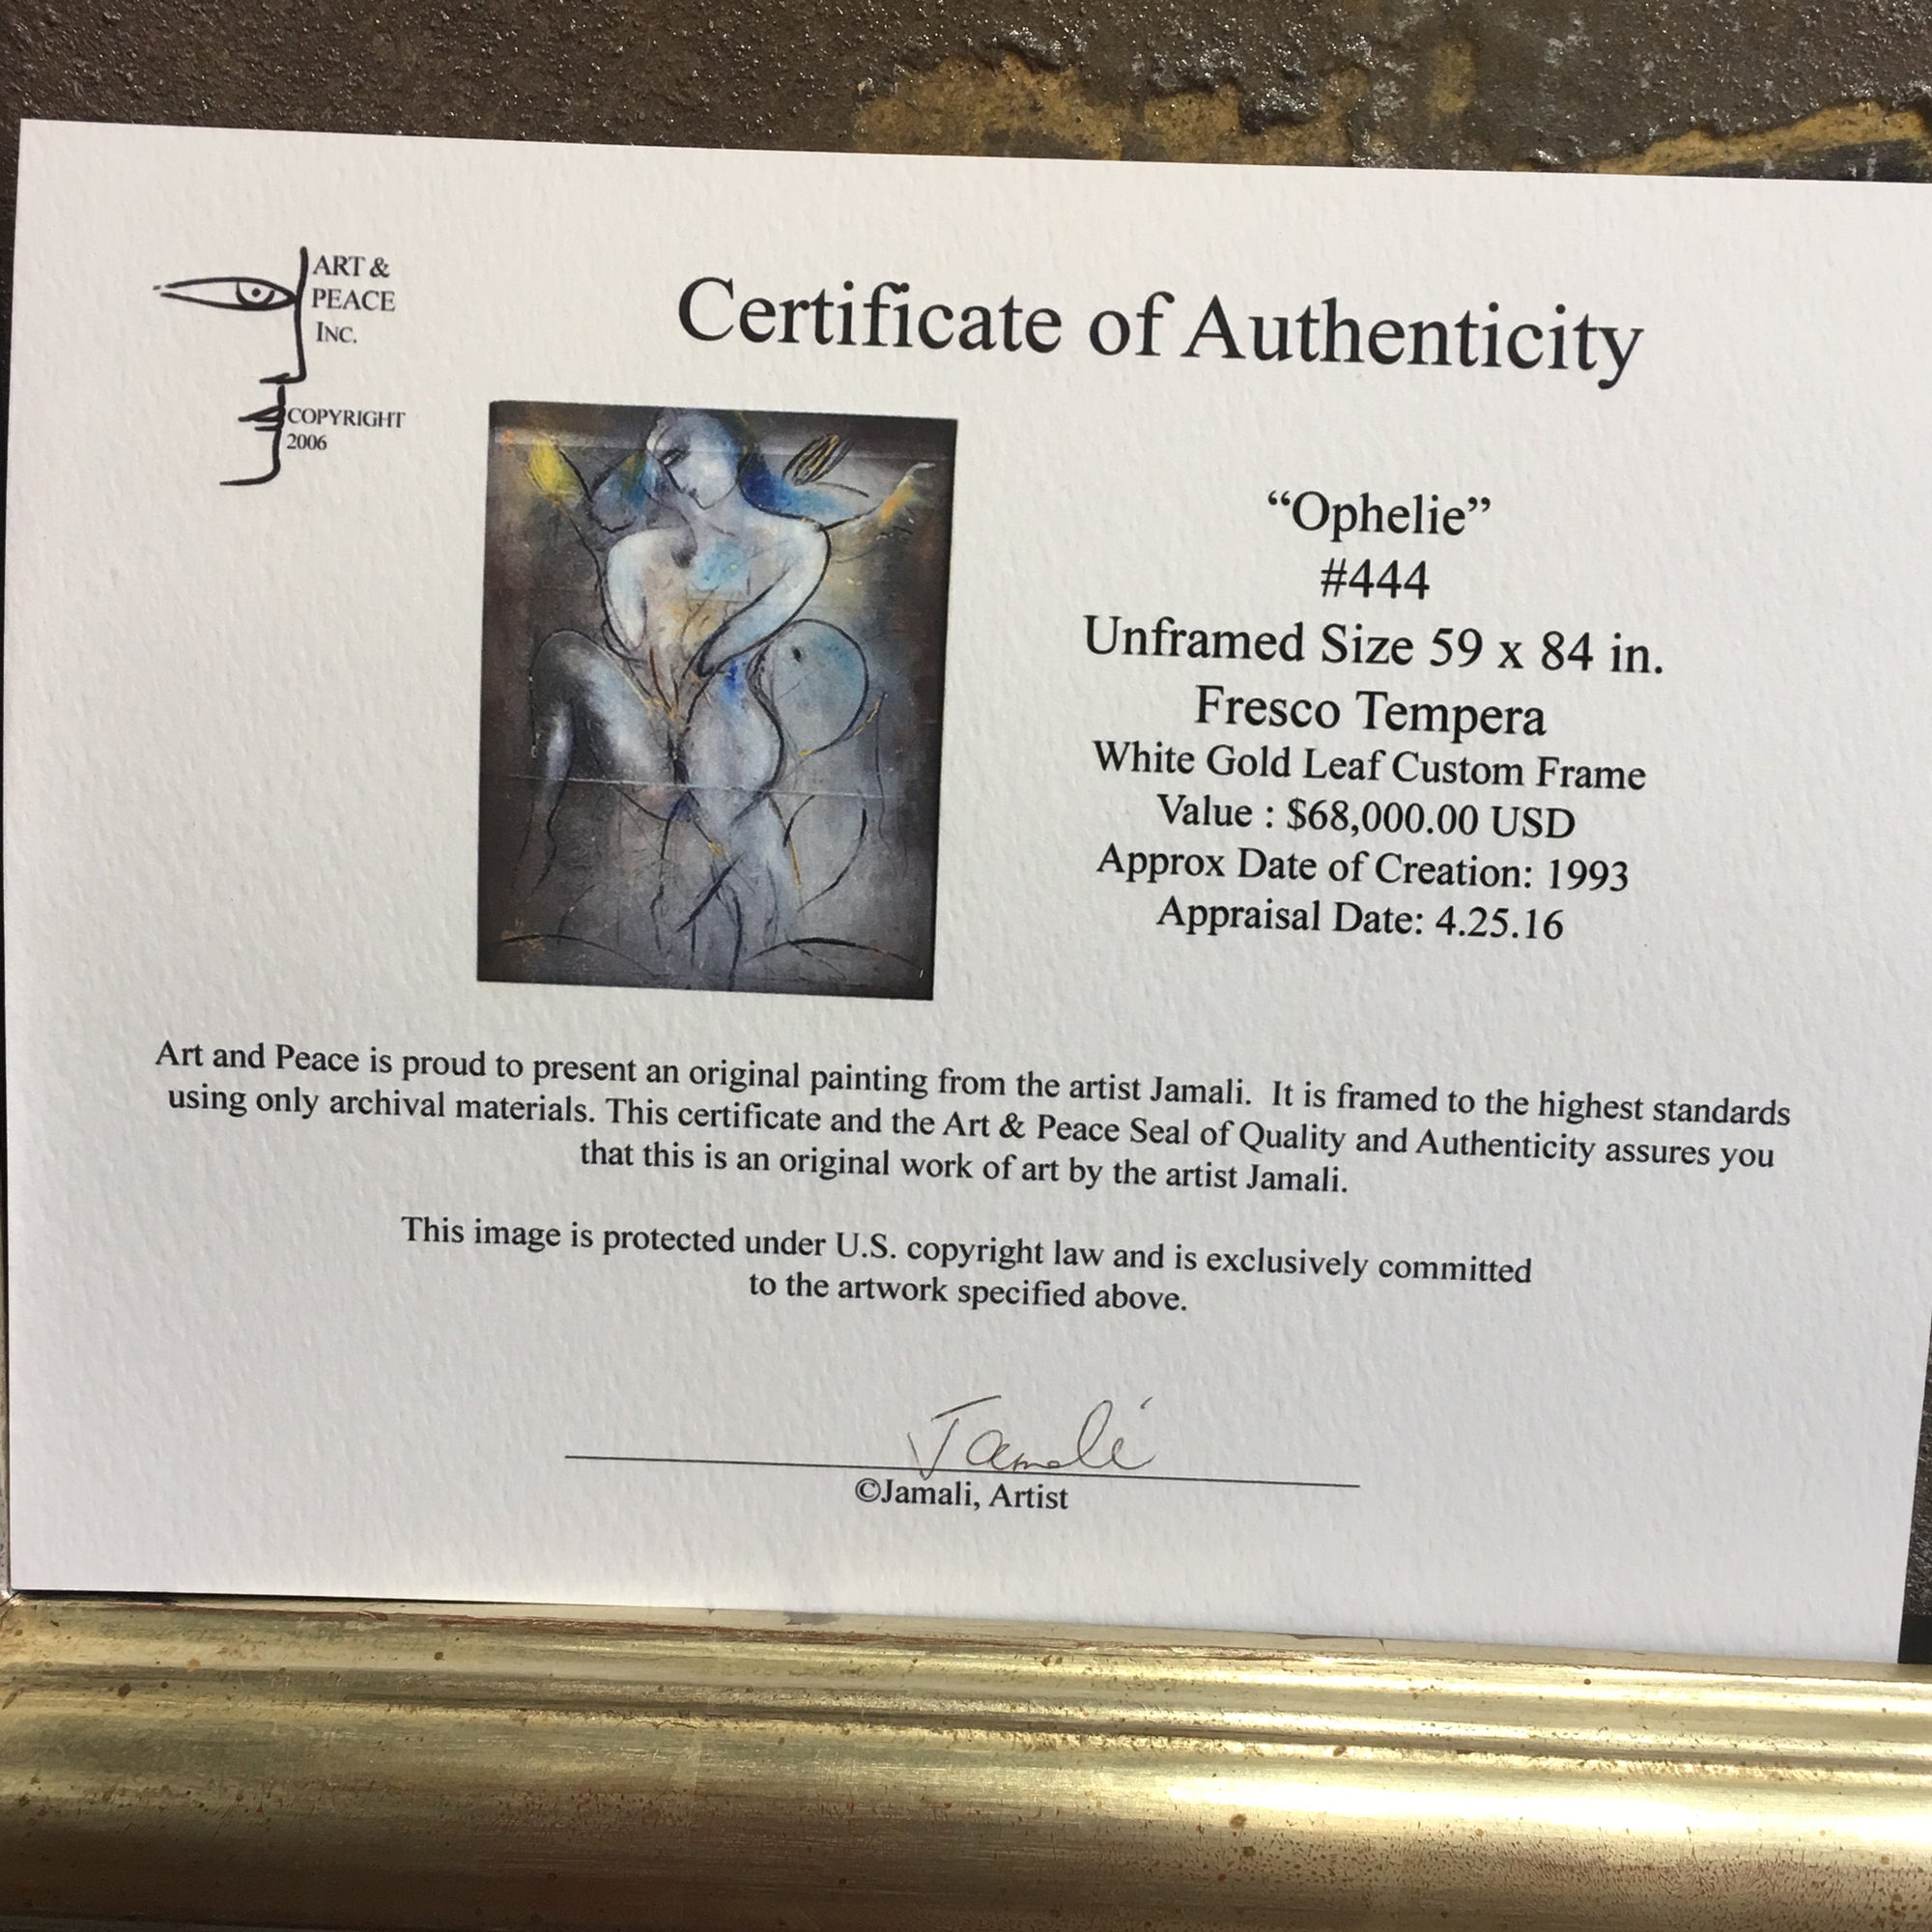 ART &
PEACE
INC.
COPYRIGHT
2006
Certificate of Authenticity
“Ophelie”
#444
Unframed Size 59 x 84 in.
Fresco Tempera
White Gold Leaf Custom Frame
Value : $68,000.00 USD
Approx Date of Creation: 1993
Appraisal Date: 4.25.16
Art and Peace is proud to present an original painting from the artist Jamali.  It is framed to the highest standards
using only archival materials. This certificate and the Art & Peace Seal of Quality and Authenticity assures you
that this is an original work of art by the artist Jamali.
This image is protected under U.S. copyright law and is exclusively committed
to the artwork specified above.
Jamali
©Jamali, Artist